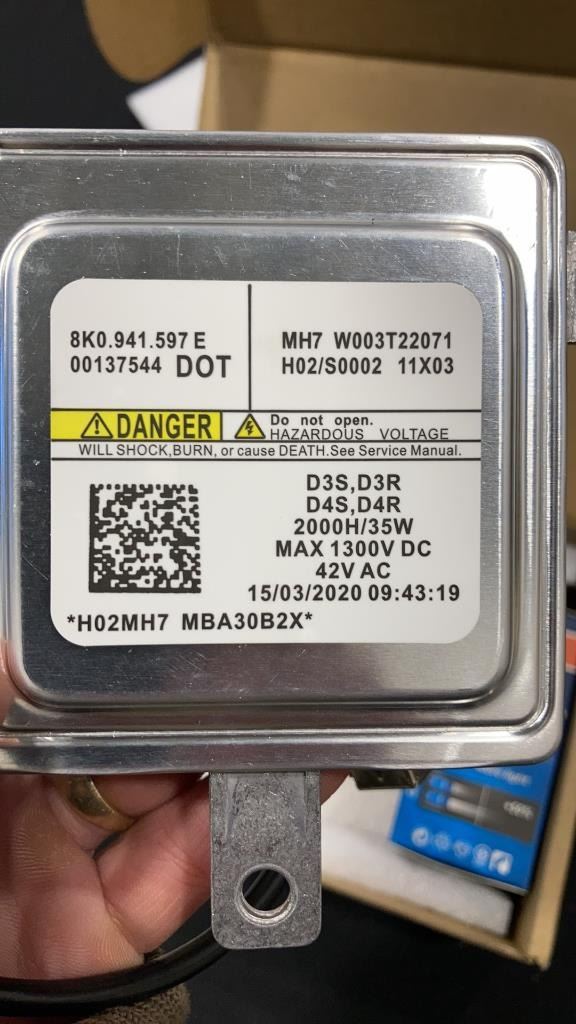 8K0.941.597 E
00137544 DOT
MH7 W003T22071
H02/S0002 11X03
DANGER
Do not open.
HAZARDOUS VOLTAGE
WILL SHOCK,BURN, or cause DEATH.See Service Manual.
D3S,D3R
D4S,D4R
2000H/35W
MAX 1300V DC
42V AC
15/03/2020 09:43:19
*H02MH7 MBA30B2X*